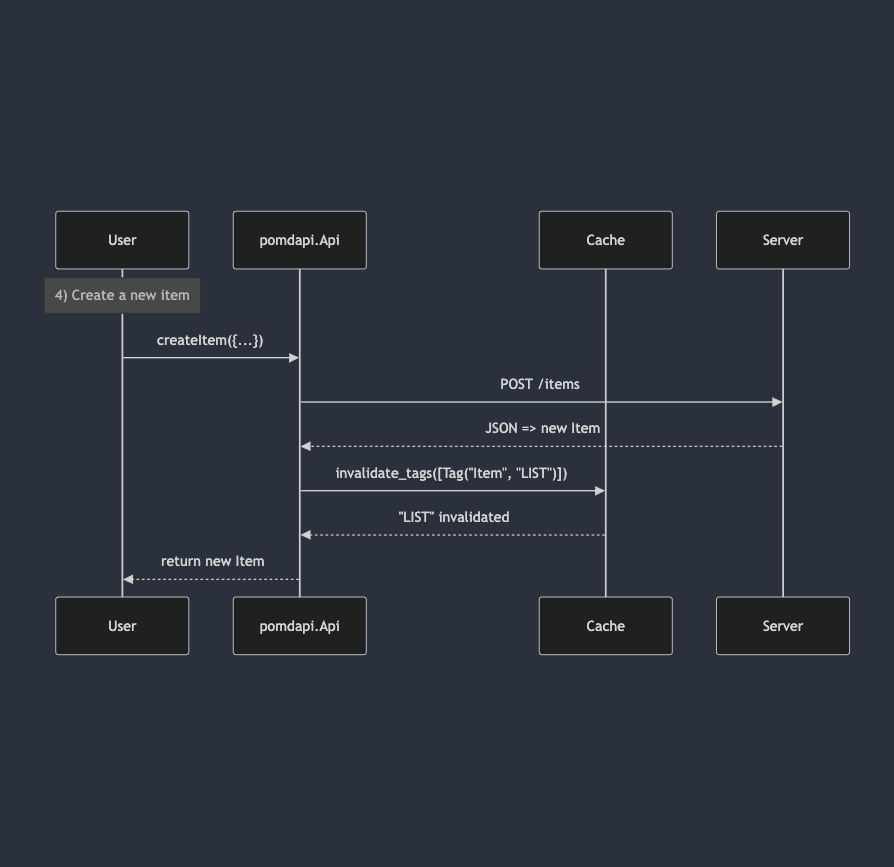 User
pomdapi.Api
Cache
Server
4) Create a new item
createItem({...})
POST /items
JSON => new Item
invalidate_tags([Tag("Item", "LIST")])
"LIST" invalidated
return new Item
User
pomdapi.Api
Cache
Server